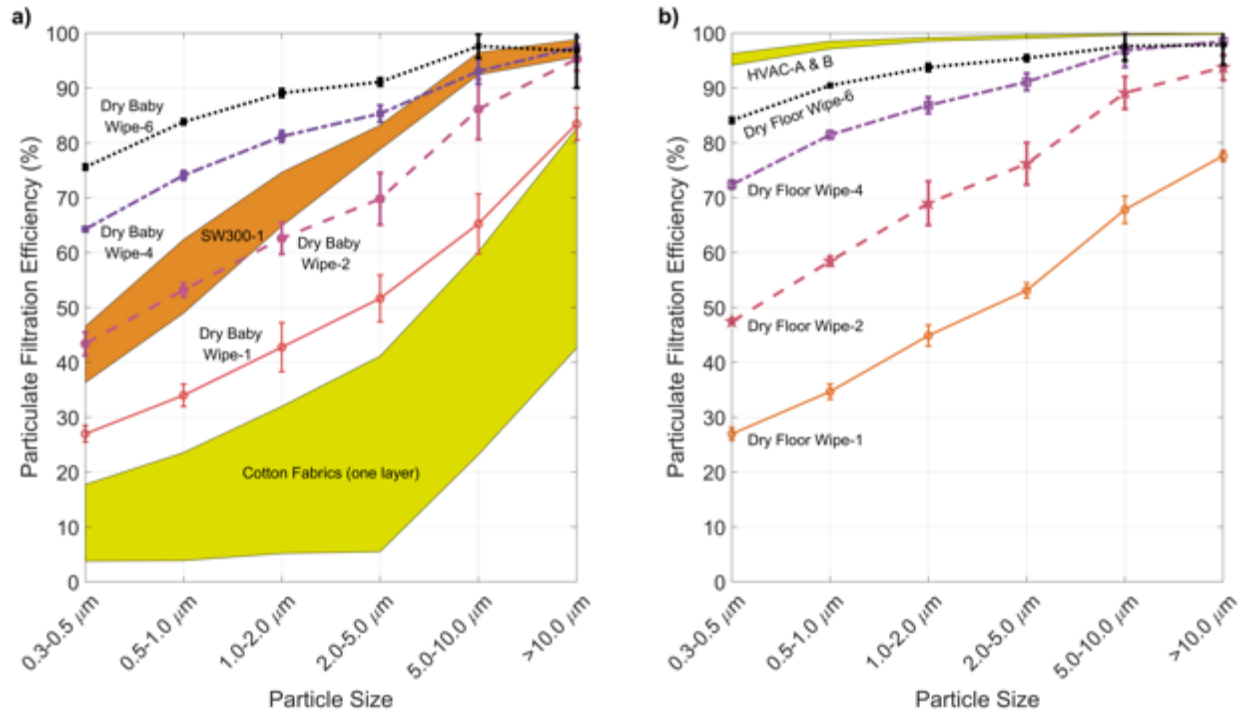 a)
Particulate Filtration Efficiency (%)
100
90
80
70
60
50
40
30
20
10
0
Dry Baby
Wipe-6
Dry Baby
Wipe-4
SW300-1
Dry Baby
Wipe-2
Dry Baby
Wipe-1
Cotton Fabrics (one layer)
0.3-0.5 μm
0.5-1.0 μm
1.0-2.0 μm
2.0-5.0 μm
5.0-10.0 μm
>10.0 μm
Particle Size
b)
Particulate Filtration Efficiency (%)
100
90
80
70
60
50
40
30
20
10
0
HVAC-A & B
Dry Floor Wipe-6
Dry Floor Wipe-4
Dry Floor Wipe-2
Dry Floor Wipe-1
0.3-0.5 μm
0.5-1.0 μm
1.0-2.0 μm
2.0-5.0 μm
5.0-10.0 μm
>10.0 μm
Particle Size